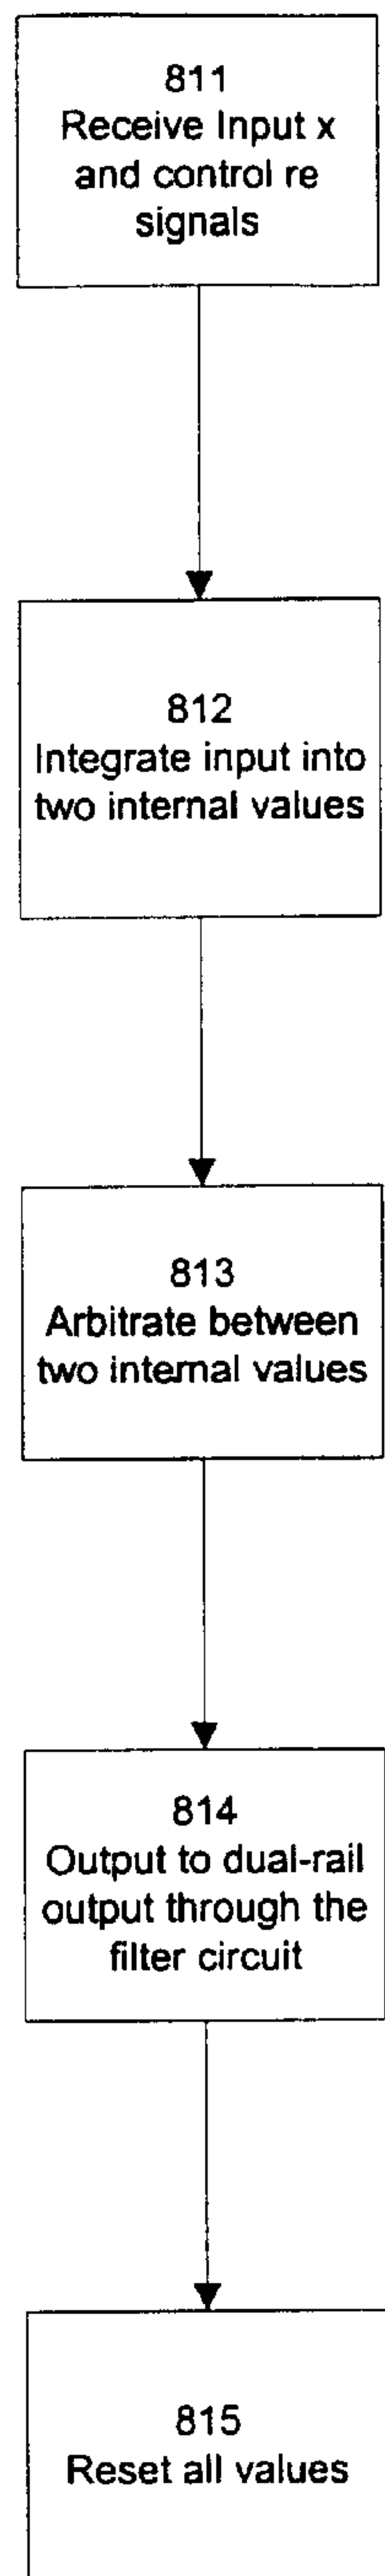 811
Receive Input x
and control re
signals
812
Integrate input into
two internal values
813
Arbitrate between
two internal values
814
Output to dual-rail
output through the
filter circuit
815
Reset all values